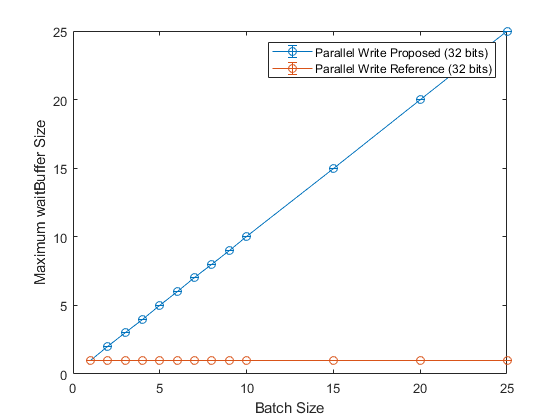 25
20
15
10
5
0
Maximum waitBuffer Size
Parallel Write Proposed (32 bits)
Parallel Write Reference (32 bits)
0 5 10 15 20 25
Batch Size